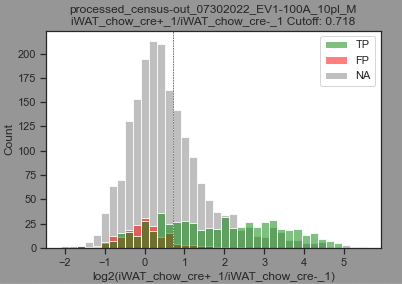 processed_census-out_07302022_EV1-100A_10pl_M
iWAT_chow_cre+_1/iWAT_chow_cre-_1 Cutoff: 0.718
TP
FP
NA
Count
200
175
150
125
100
75
50
25
0
−2 −1 0 1 2 3 4 5
log2(iWAT_chow_cre+_1/iWAT_chow_cre-_1)